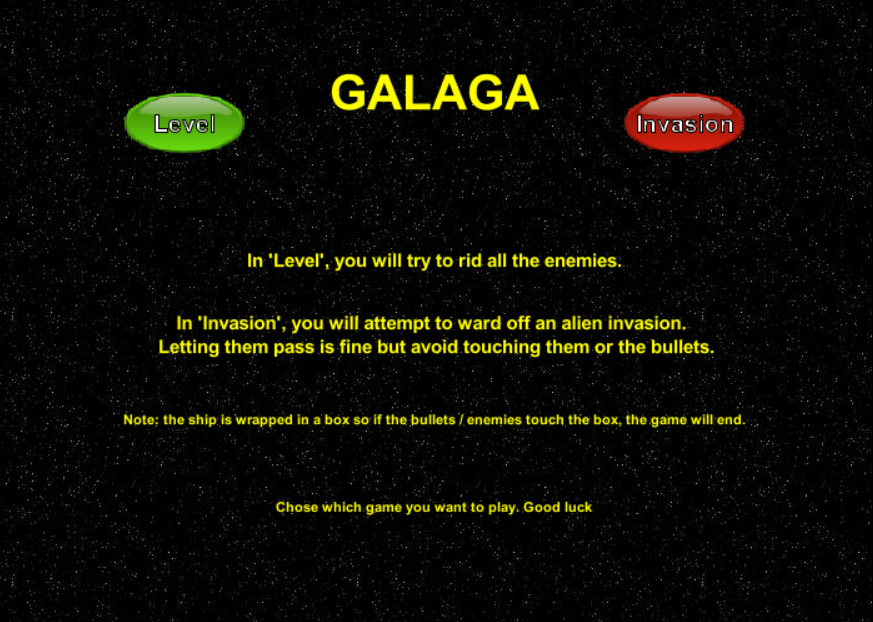 GALAGA
Level
Invasion
In 'Level', you will try to rid all the enemies.
In 'Invasion', you will attempt to ward off an alien invasion.
Letting them pass is fine but avoid touching them or the bullets.
Note: the ship is wrapped in a box so if the bullets / enemies touch the box, the game will end.
Chose which game you want to play. Good luck